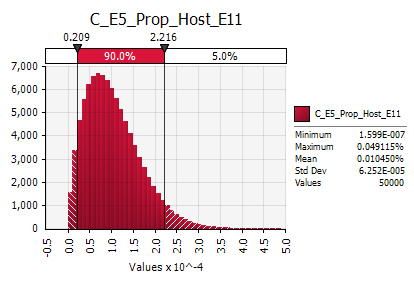 C_E5_Prop_Host_E11
0.209 2.216
90.0% 5.0%
7,000
6,000
5,000
4,000
3,000
2,000
1,000
0
-0.5 0.0 0.5 1.0 1.5 2.0 2.5 3.0 3.5 4.0 4.5 5.0
Values x 10^-4
C_E5_Prop_Host_E11
Minimum 1.599E-007
Maximum 0.049115%
Mean 0.010450%
Std Dev 6.252E-005
Values 50000